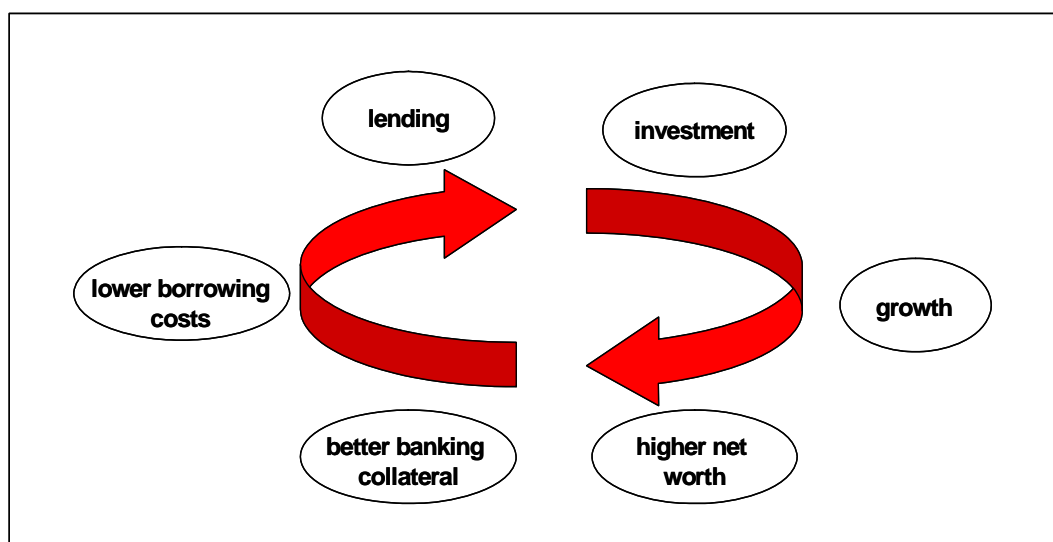 lending
investment
lower borrowing
costs
growth
better banking
collateral
higher net
worth